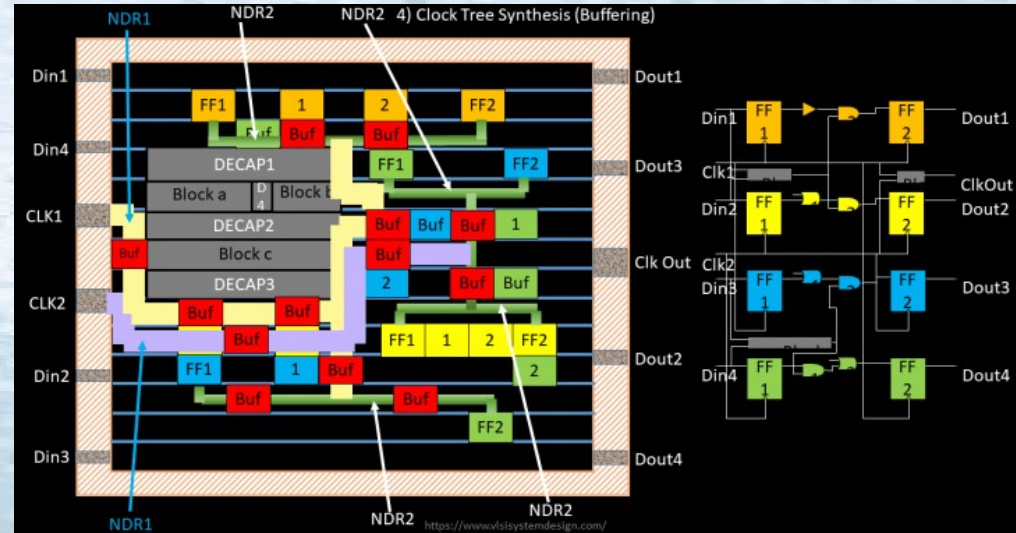 NDR1
NDR2
NDR2
4) Clock Tree Synthesis (Buffering)
Din1
Din4
CLK1
CLK2
Din2
Din3
FF1 1 2 FF2
Buf Buf Buf
DECAP1
FF1 FF2
Block a D 4 Block b
DECAP2
Buf Buf Buf 1
Buf
Block c
Buf
DECAP3
2 Buf Buf
Buf Buf
Buf
FF1 1 2 FF2
FF1 1 Buf 2
Buf Buf
FF2
Dout1
Dout3
Clk Out
Dout2
Dout4
NDR1
NDR2
NDR2
https://www.vlsisystemdesign.com/
Din1 FF 1 FF 2 Dout1
Clk1 ClkOut
Din2 FF 1 FF 2 Dout2
Clk2
Din3 FF 1 FF 2 Dout3
Din4 FF 1 FF 2 Dout4